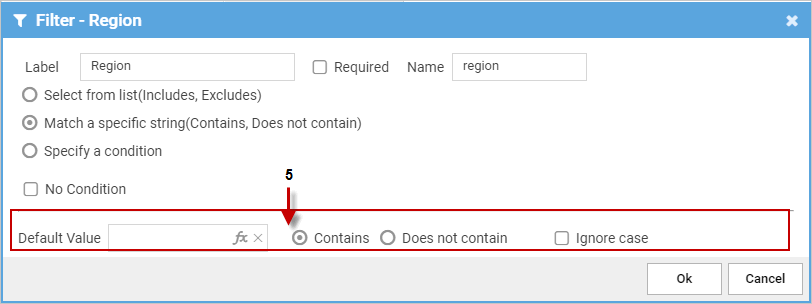 Filter - Region
Label Region Required Name region
Select from list(Includes, Excludes)
Match a specific string(Contains, Does not contain)
Specify a condition
No Condition
5
Default Value fx × Contains Does not contain Ignore case
Ok Cancel